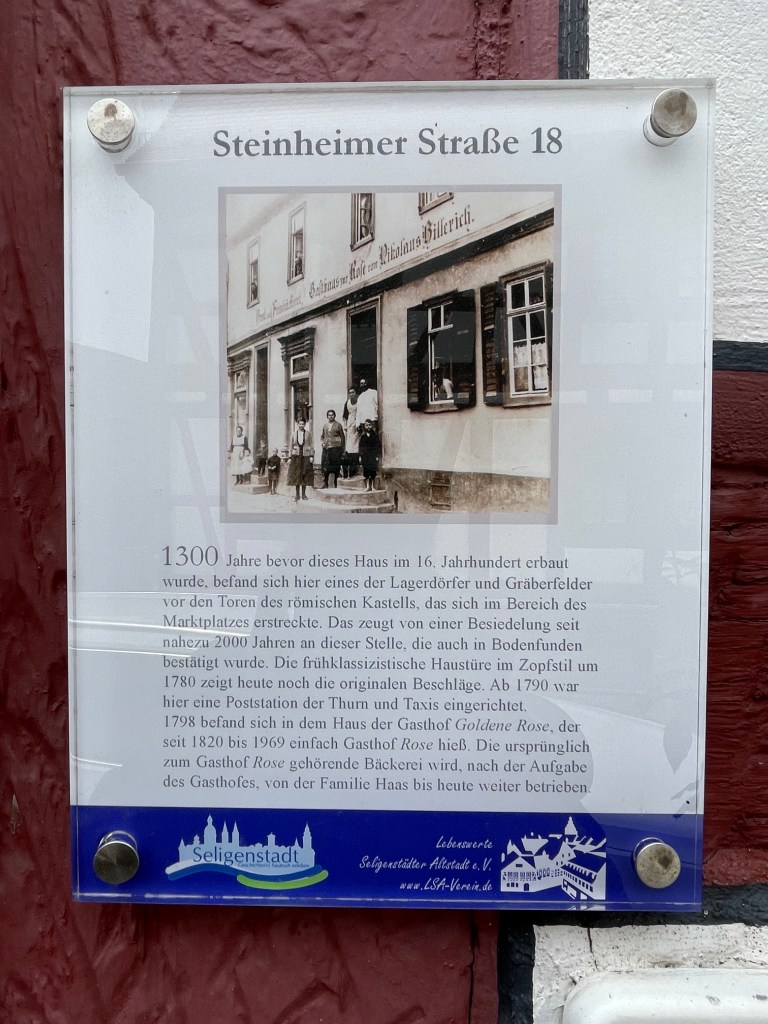 Steinheimer Straße 18
Gasthaus zur Rose von Nikolaus Hillerich.
1300 Jahre bevor dieses Haus im 16. Jahrhundert erbaut
wurde, befand sich hier eines der Lagerdörfer und Gräberfelder
vor den Toren des römischen Kastells, das sich im Bereich des
Marktplatzes erstreckte. Das zeugt von einer Besiedelung seit
nahezu 2000 Jahren an dieser Stelle, die auch in Bodenfunden
bestätigt wurde. Die frühklassizistische Haustüre im Zopfstil um
1780 zeigt heute noch die originalen Beschläge. Ab 1790 war
hier eine Poststation der Thurn und Taxis eingerichtet.
1798 befand sich in dem Haus der Gasthof Goldene Rose, der
seit 1820 bis 1969 einfach Gasthof Rose hieß. Die ursprünglich
zum Gasthof Rose gehörende Bäckerei wird, nach der Aufgabe
des Gasthofes, von der Familie Haas bis heute weiter betrieben.
Seligenstadt
Lebenswerte
Seligenstädter Altstadt e.V.
www.LSA-Verein.de